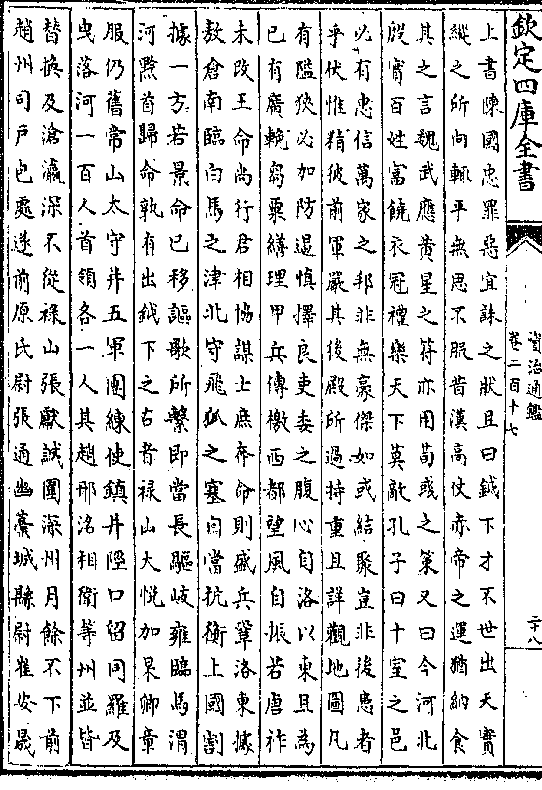 欽定四庫全書
資治通鑑
卷二百十七
二十八
上書陳國忠罪惡宜誅之狀且曰鉞下才不世出天實
縱之所向輒平無思不服昔漢高仗赤帝之運猶納食
其之言魏武應黄星之符亦用荀彧之策又曰今河北
殷實百姓富饒衣冠禮樂天下莫敵孔子曰十室之邑
必有忠信萬家之邦非無豪傑如或結聚豈非後患者
乎伏惟精彼前軍嚴其後殿所過持重且詳觀地圖凡
有隘狹必加防遏慎擇良吏委之腹心自洛以東且為
已有廣輓芻粟繕理甲兵傳檄西都望風自振若唐祚
未改王命尚行君相協謀士庶奔命則盛兵鞏洛東據
敖倉南臨白馬之津北守飛狐之塞自當抗衡上國割
據一方若景命已移謳歌所繫即當長驅岐雍臨馬渭
河黔首歸命孰有出鉞下之右者祿山大悅加杲卿章
服仍舊常山太守并五軍團練使鎮井陘口留同羅及
曳落河一百人首領各一人其趙邢洺相衛等州並皆
替換及滄瀛深不從祿山張獻誠圍深州月餘不下前
趙州司戶包處遂前原氏尉張通幽藁城縣尉崔安晟